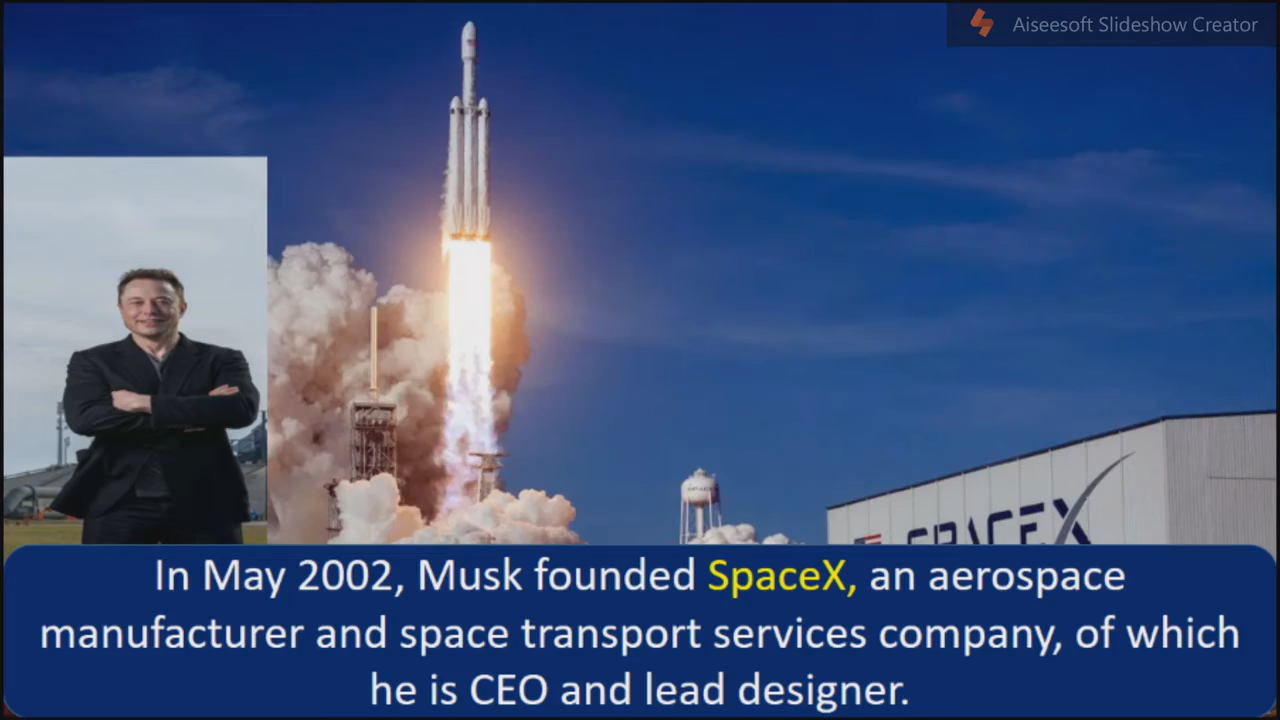 Aiseesoft Slideshow Creator
SPACEX
In May 2002, Musk founded SpaceX, an aerospace
manufacturer and space transport services company, of which
he is CEO and lead designer.